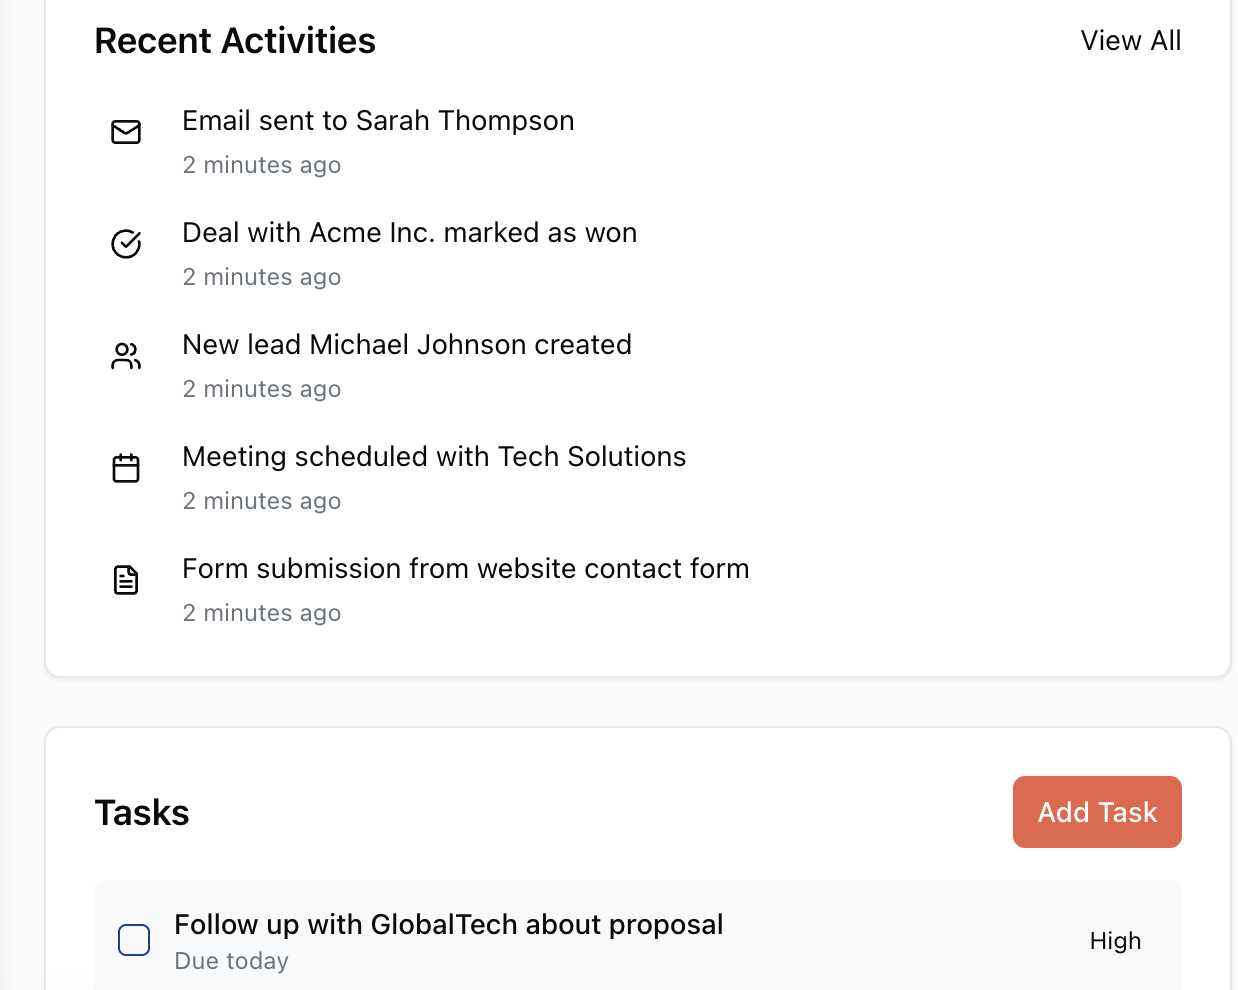 Recent Activities
View All
Email sent to Sarah Thompson
2 minutes ago
Deal with Acme Inc. marked as won
2 minutes ago
New lead Michael Johnson created
2 minutes ago
Meeting scheduled with Tech Solutions
2 minutes ago
Form submission from website contact form
2 minutes ago
Tasks
Add Task
Follow up with GlobalTech about proposal
Due today
High